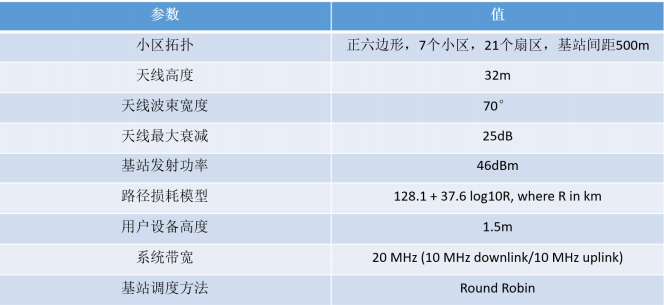 参数 值
小区拓扑 正六边形，7个小区，21个扇区，基站间距500m
天线高度 32m
天线波束宽度 70°
天线最大衰减 25dB
基站发射功率 46dBm
路径损耗模型 128.1 + 37.6 log10R, where R in km
用户设备高度 1.5m
系统带宽 20 MHz (10 MHz downlink/10 MHz uplink)
基站调度方法 Round Robin